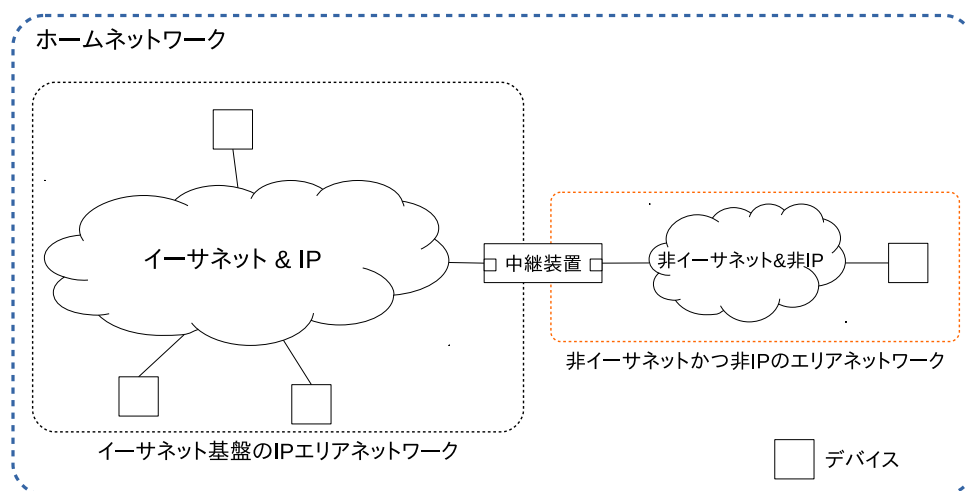 ホームネットワーク
イーサネット & IP
中継装置
非イーサネット&非IP
非イーサネットかつ非IPのエリアネットワーク
イーサネット基盤のIPエリアネットワーク
デバイス